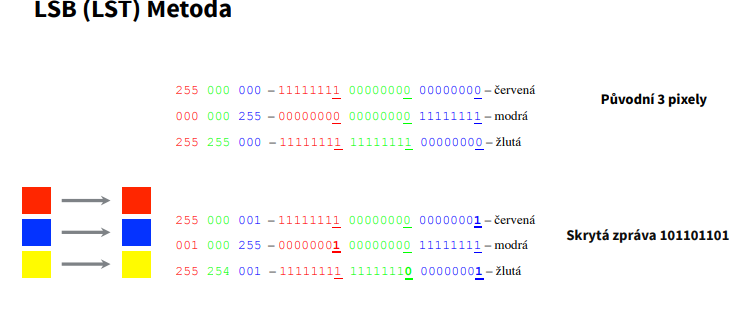 LSB (LST) Metoda
255 000 000 – 11111111 00000000 00000000 – červená
000 000 255 – 00000000 00000000 11111111 – modrá
255 255 000 – 11111111 11111111 00000000 – žlutá
Původní 3 pixely
255 000 001 – 11111111 00000000 00000001 – červená
001 000 255 – 00000001 00000000 11111111 – modrá
255 254 001 – 11111111 11111110 00000001 – žlutá
Skrytá zpráva 101101101